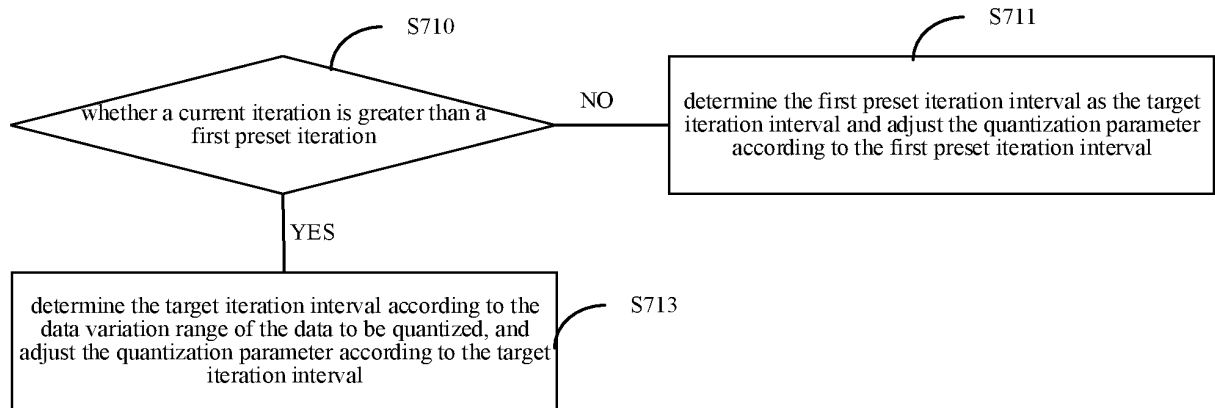 S710
S711
whether a current iteration is greater than a
first preset iteration
NO
determine the first preset iteration interval as the target
iteration interval and adjust the quantization parameter
according to the first preset iteration interval
YES
determine the target iteration interval according to the
data variation range of the data to be quantized, and
adjust the quantization parameter according to the target
iteration interval
S713